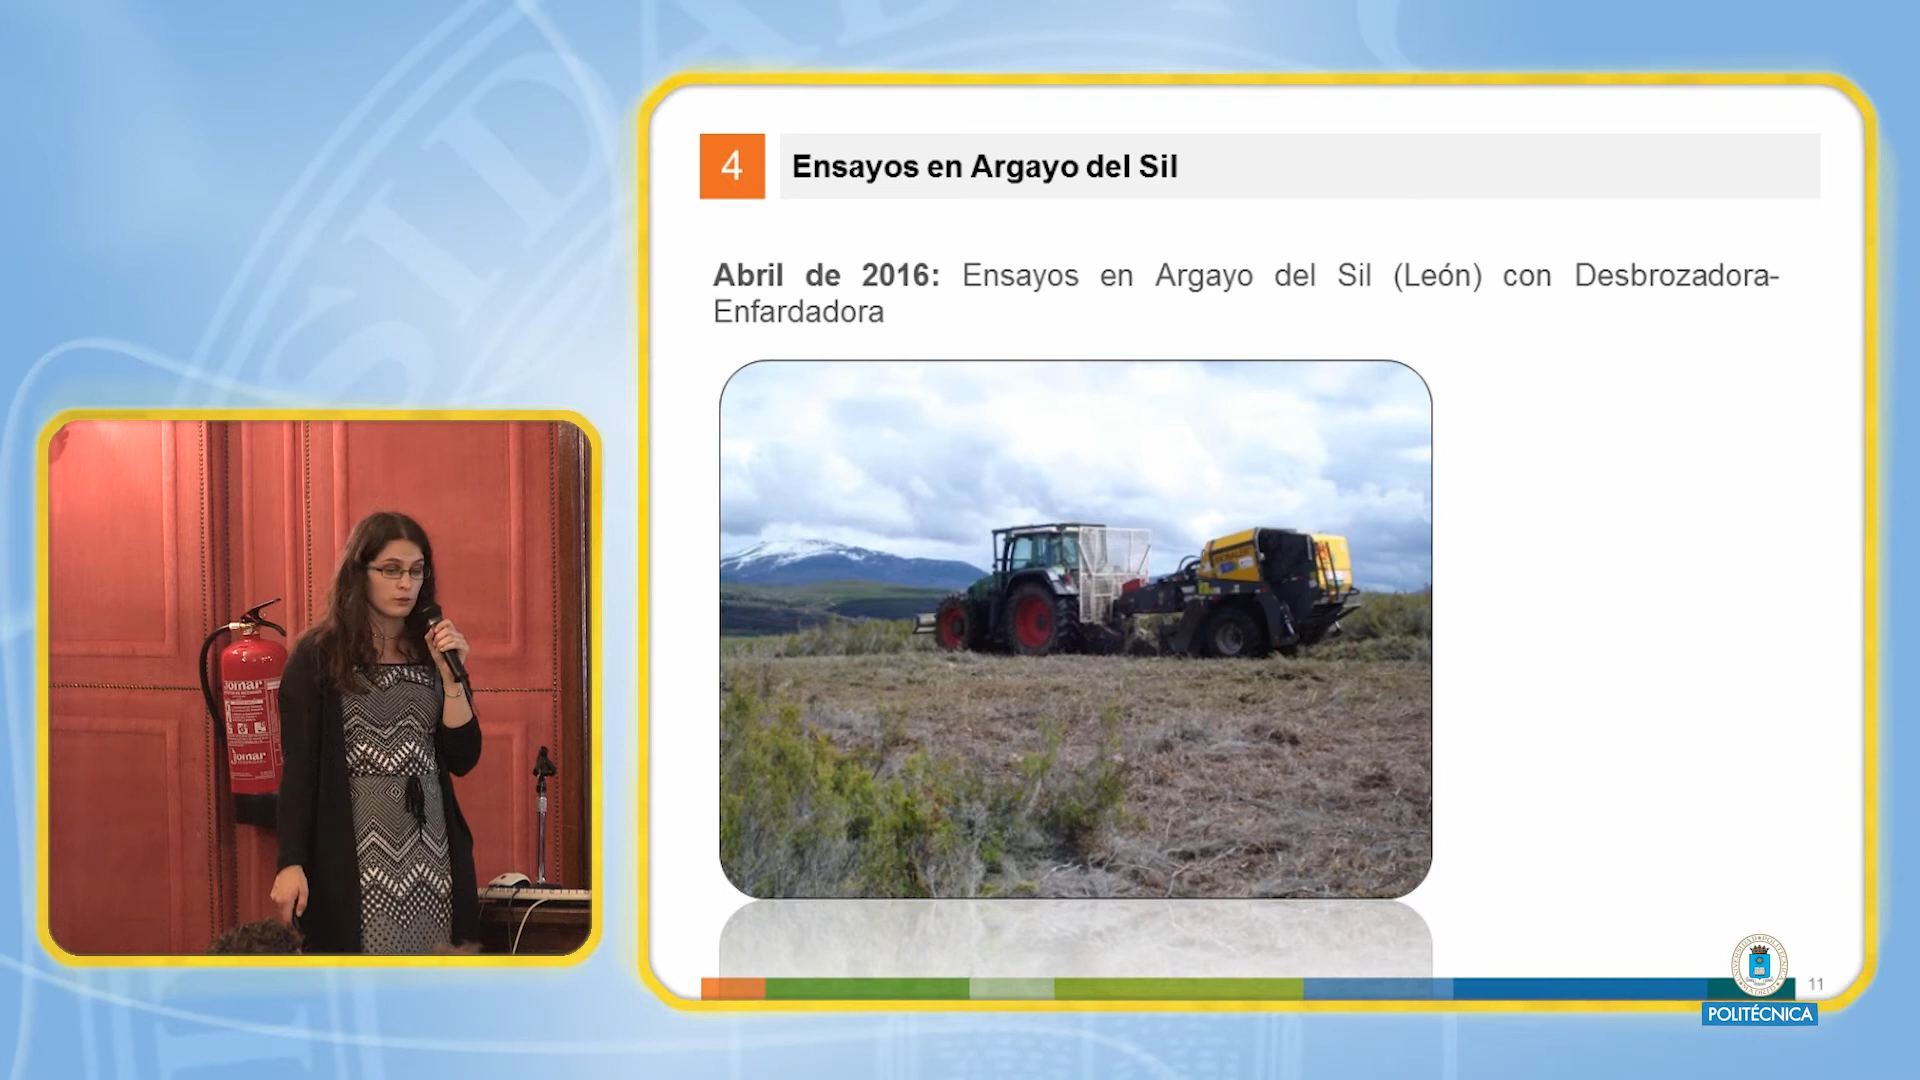 4
Ensayos en Argayo del Sil
Abril de 2016: Ensayos en Argayo del Sil (León) con Desbrozadora-
Enfardadora
Jomar
Jomar
11
POLITÉCNICA